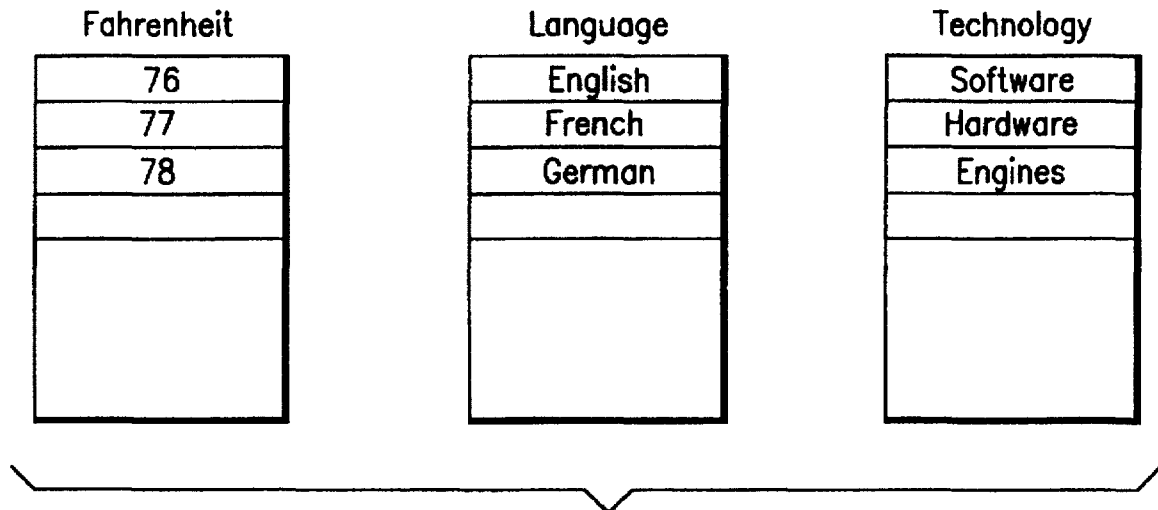 Fahrenheit Language Technology
76 English Software
77 French Hardware
78 German Engines